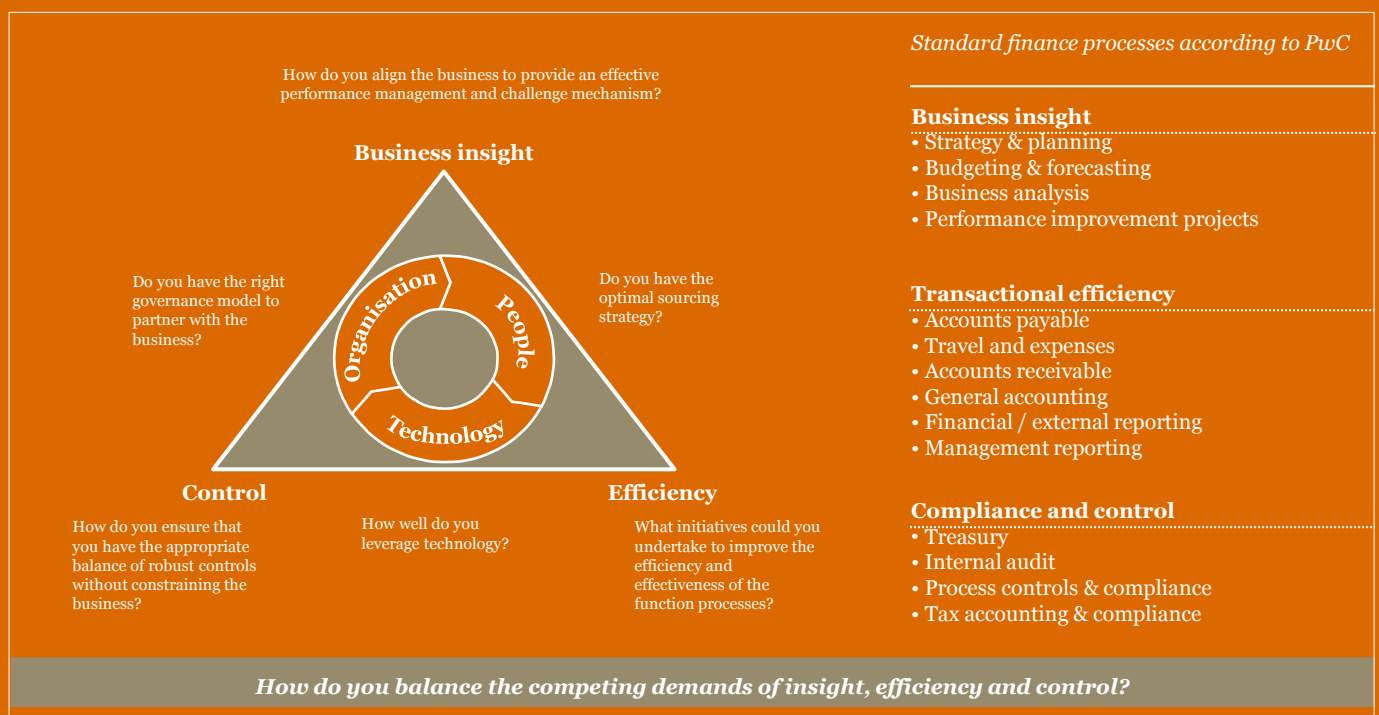 Standard finance processes according to PwC
How do you align the business to provide an effective
performance management and challenge mechanism?
Business insight
Do you have the right
governance model to
partner with the
business?
Do you have the
optimal sourcing
strategy?
Organisation
People
Technology
Control
How do you ensure that
you have the appropriate
balance of robust controls
without constraining the
business?
How well do you
leverage technology?
Efficiency
What initiatives could you
undertake to improve the
efficiency and
effectiveness of the
function processes?
Business insight
• Strategy & planning
• Budgeting & forecasting
• Business analysis
• Performance improvement projects
Transactional efficiency
• Accounts payable
• Travel and expenses
• Accounts receivable
• General accounting
• Financial / external reporting
• Management reporting
Compliance and control
• Treasury
• Internal audit
• Process controls & compliance
• Tax accounting & compliance
How do you balance the competing demands of insight, efficiency and control?